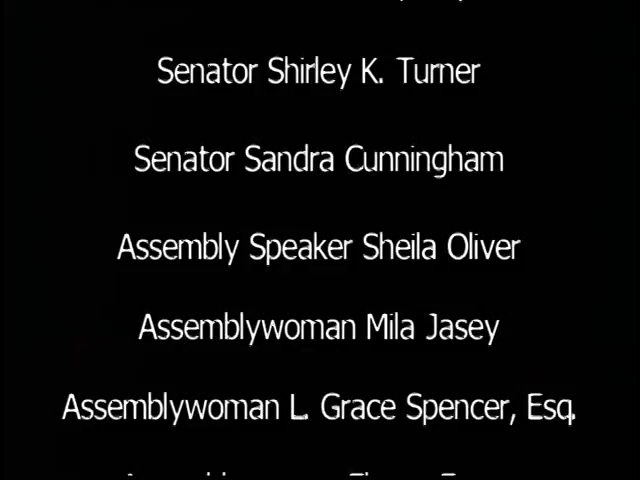 Senator Shirley K. Turner
Senator Sandra Cunningham
Assembly Speaker Sheila Oliver
Assemblywoman Mila Jasey
Assemblywoman L. Grace Spencer, Esq.